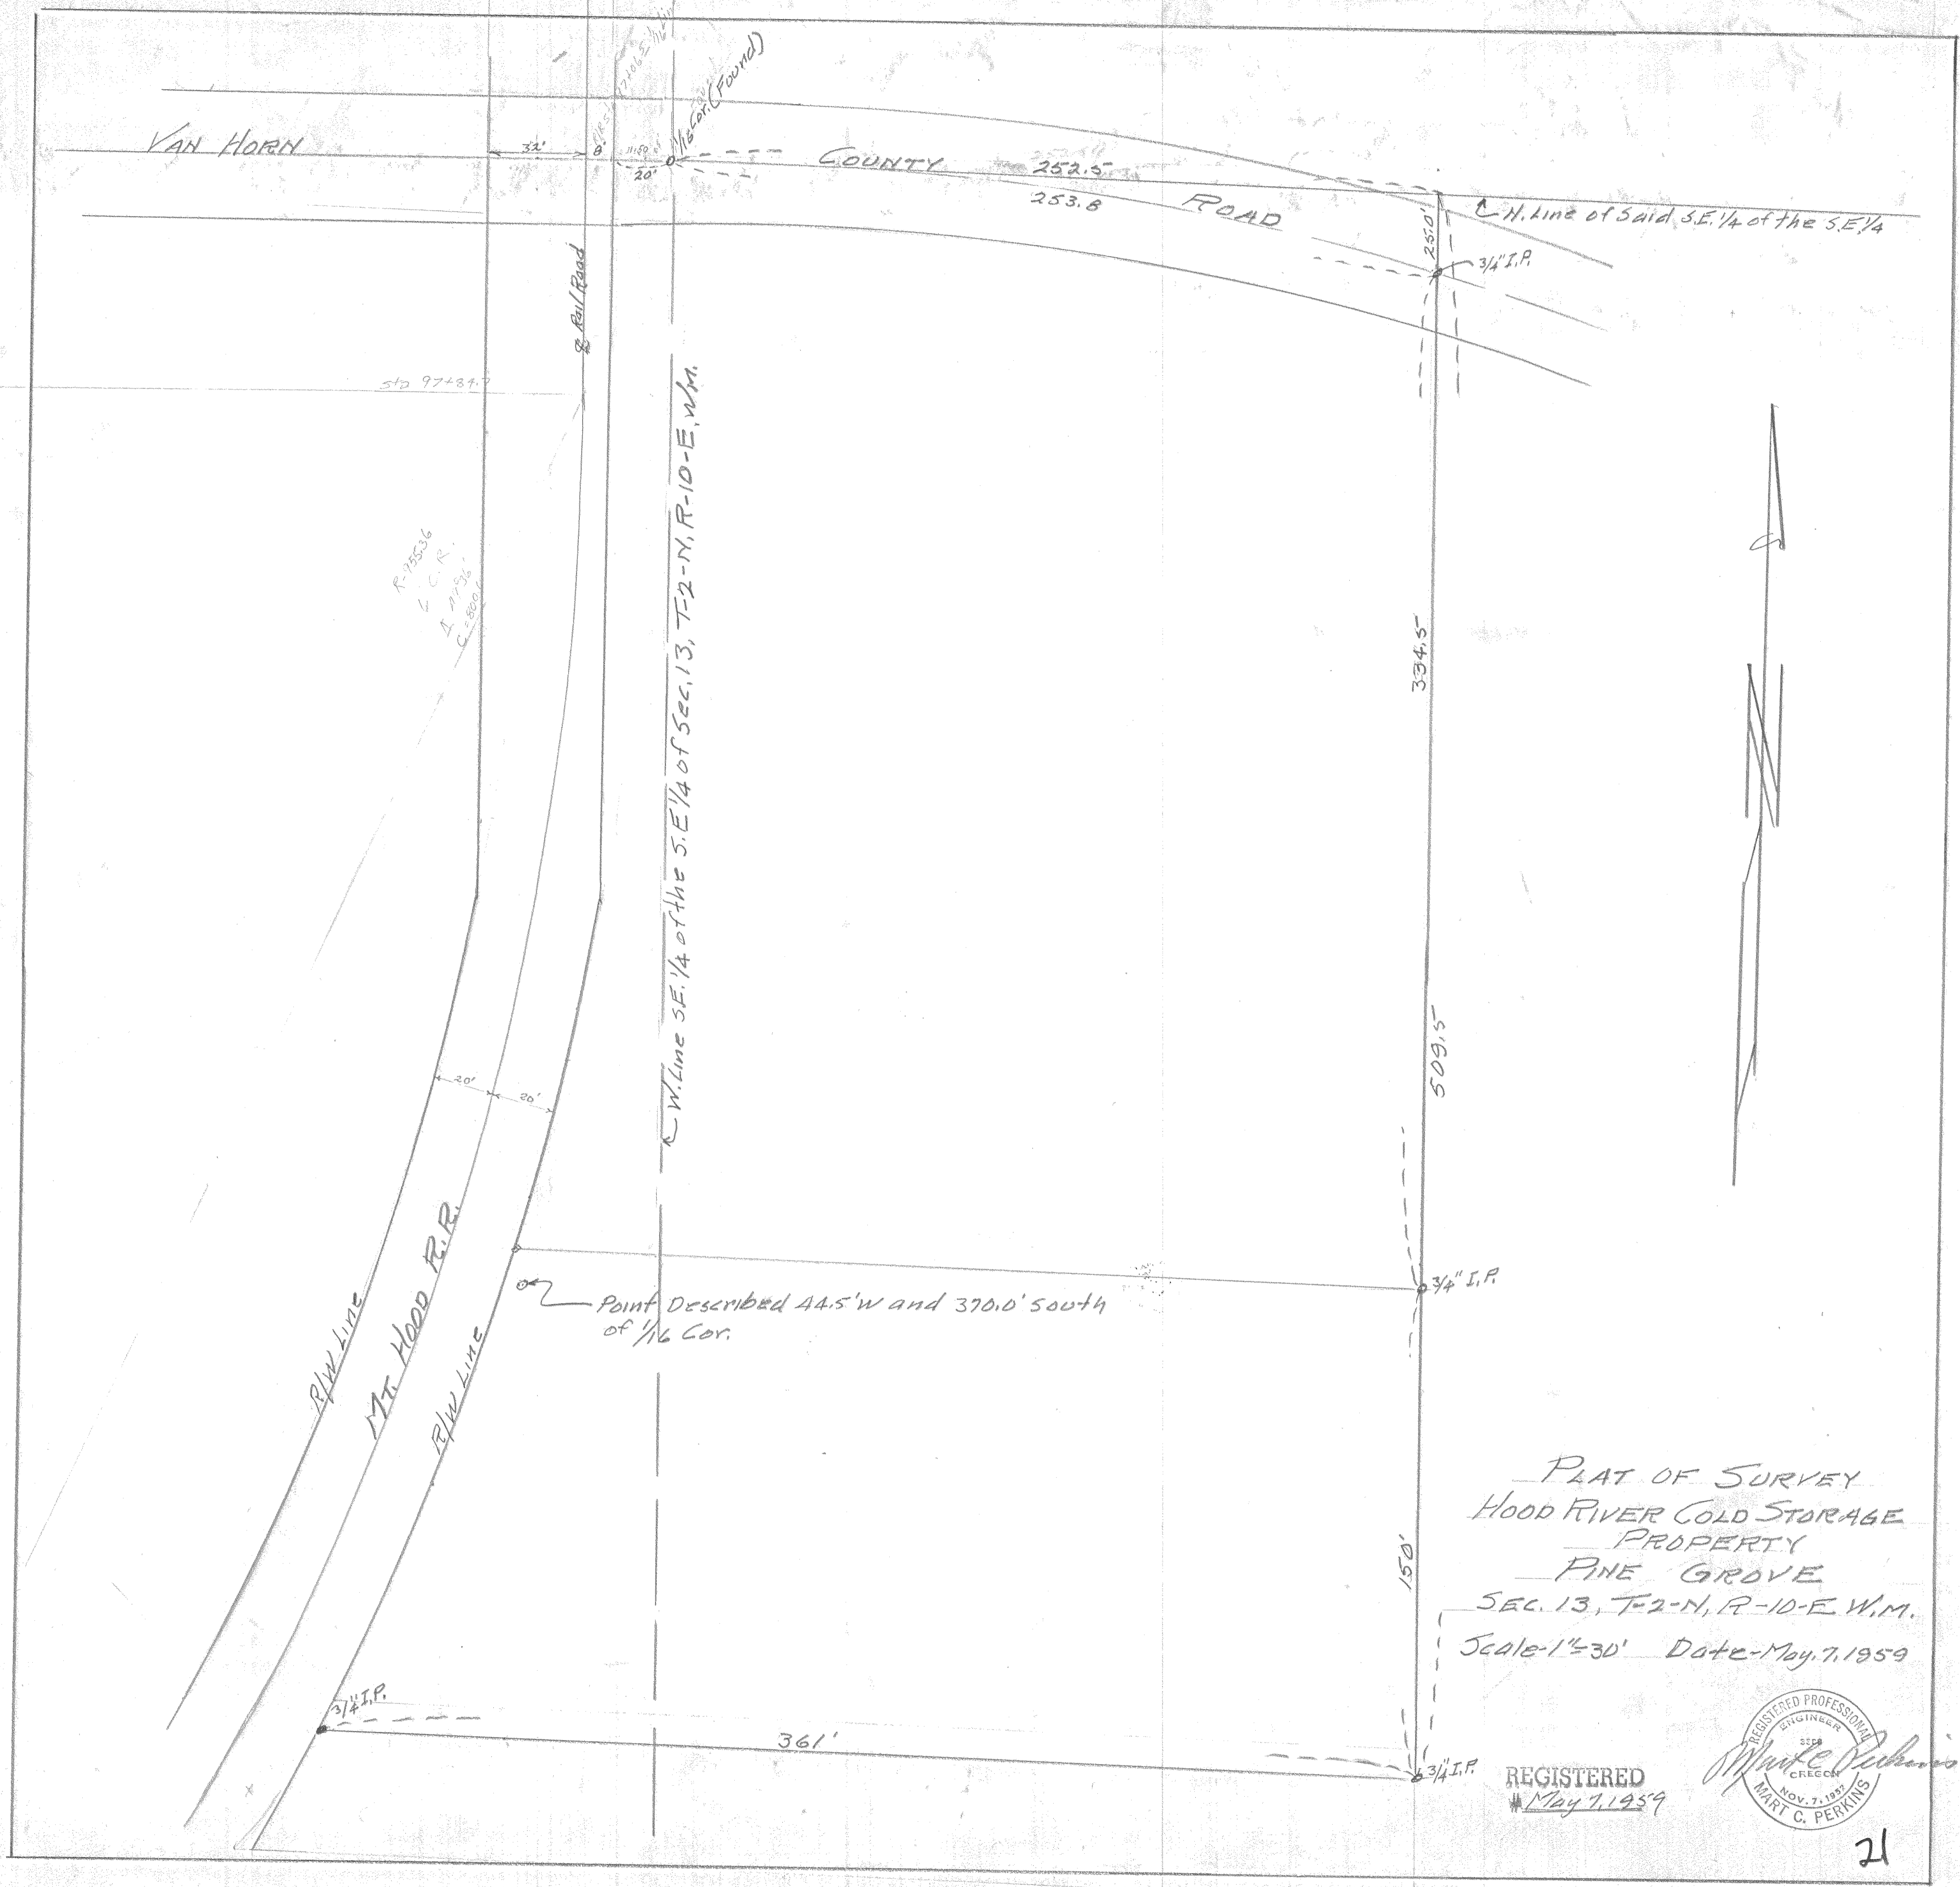 1/16 Cor. (Found)
VAN HORN
32'
8'
20'
COUNTY
252.5
253.8
ROAD
N. Line of Said S.E. 1/4 of the S.E. 1/4
25.0'
3/4" I.P.
℄ Rail Road
sta 97+84.7
W. Line S.E. 1/4 of the S.E 1/4 of Sec. 13, T-2-N, R-10-E, W.M.
334.5
509.5
20'
20'
3/4" I.P.
Point Described 44.5' W and 370.0' South
of 1/16 Cor.
R/W LINE
MT. HOOD R.R.
R/W LINE
150'
3/4" I.P.
361'
3/4" I.P.
N
PLAT OF SURVEY
HOOD RIVER COLD STORAGE
PROPERTY
PINE GROVE
SEC. 13, T-2-N, R-10-E W.M.
Scale-1"=30' Date-May. 7, 1959
REGISTERED
May 7, 1959
REGISTERED PROFESSIONAL
ENGINEER
OREGON
NOV. 7, 1957
MART C. PERKINS
Mart C Perkins
21